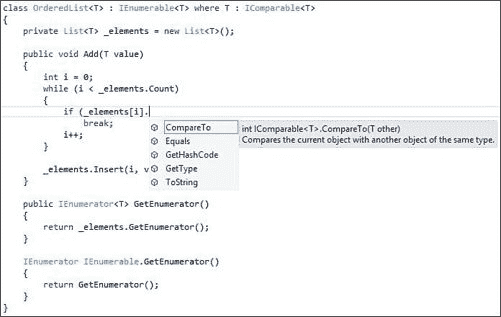 class OrderedList<T> : IEnumerable<T> where T : IComparable<T>
{
    private List<T> _elements = new List<T>();

    public void Add(T value)
    {
        int i = 0;
        while (i < _elements.Count)
        {
            if (_elements[i].
                break;
            i++;
        }

        _elements.Insert(i, v
    }

    public IEnumerator<T> GetEnumerator()
    {
        return _elements.GetEnumerator();
    }

    IEnumerator IEnumerable.GetEnumerator()
    {
        return GetEnumerator();
    }
}
CompareTo
Equals
GetHashCode
GetType
ToString
int IComparable<T>.CompareTo(T other)
Compares the current object with another object of the same type.